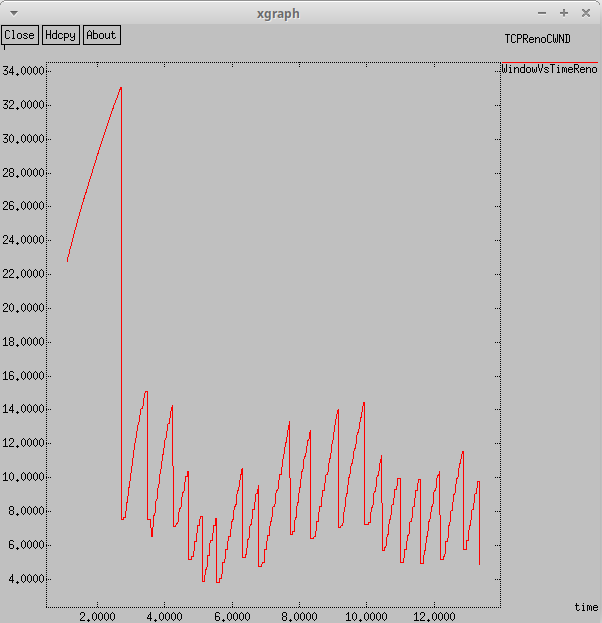 xgraph
Close Hdcpy About
TCPRenoCWND
WindowVsTimeReno
34.0000
32.0000
30.0000
28.0000
26.0000
24.0000
22.0000
20.0000
18.0000
16.0000
14.0000
12.0000
10.0000
8.0000
6.0000
4.0000
time
2.0000 4.0000 6.0000 8.0000 10.0000 12.0000